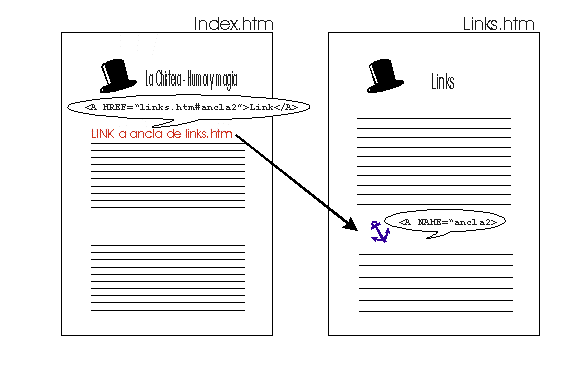 Index.htm
La Chistera - Humor y magia
<A HREF="links.htm#ancla2">Link</A>
LINK a ancla de links.htm
Links.htm
Links
<A NAME="ancla2>